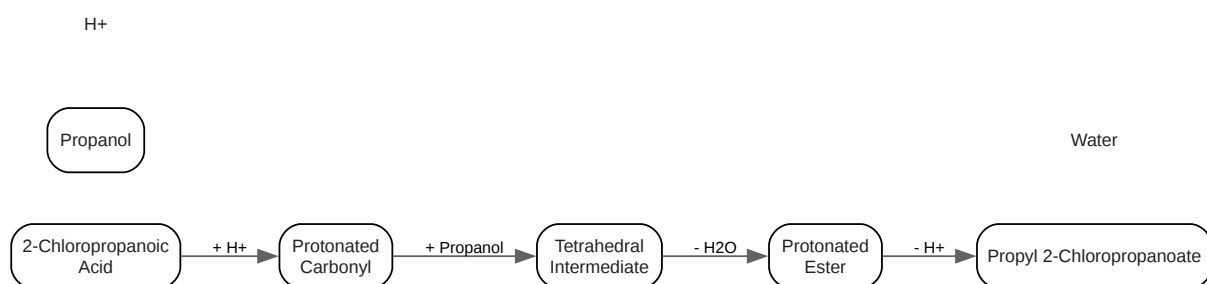 H+
Propanol
Water
2-Chloropropanoic
Acid
+ H+
Protonated
Carbonyl
+ Propanol
Tetrahedral
Intermediate
- H2O
Protonated
Ester
- H+
Propyl 2-Chloropropanoate